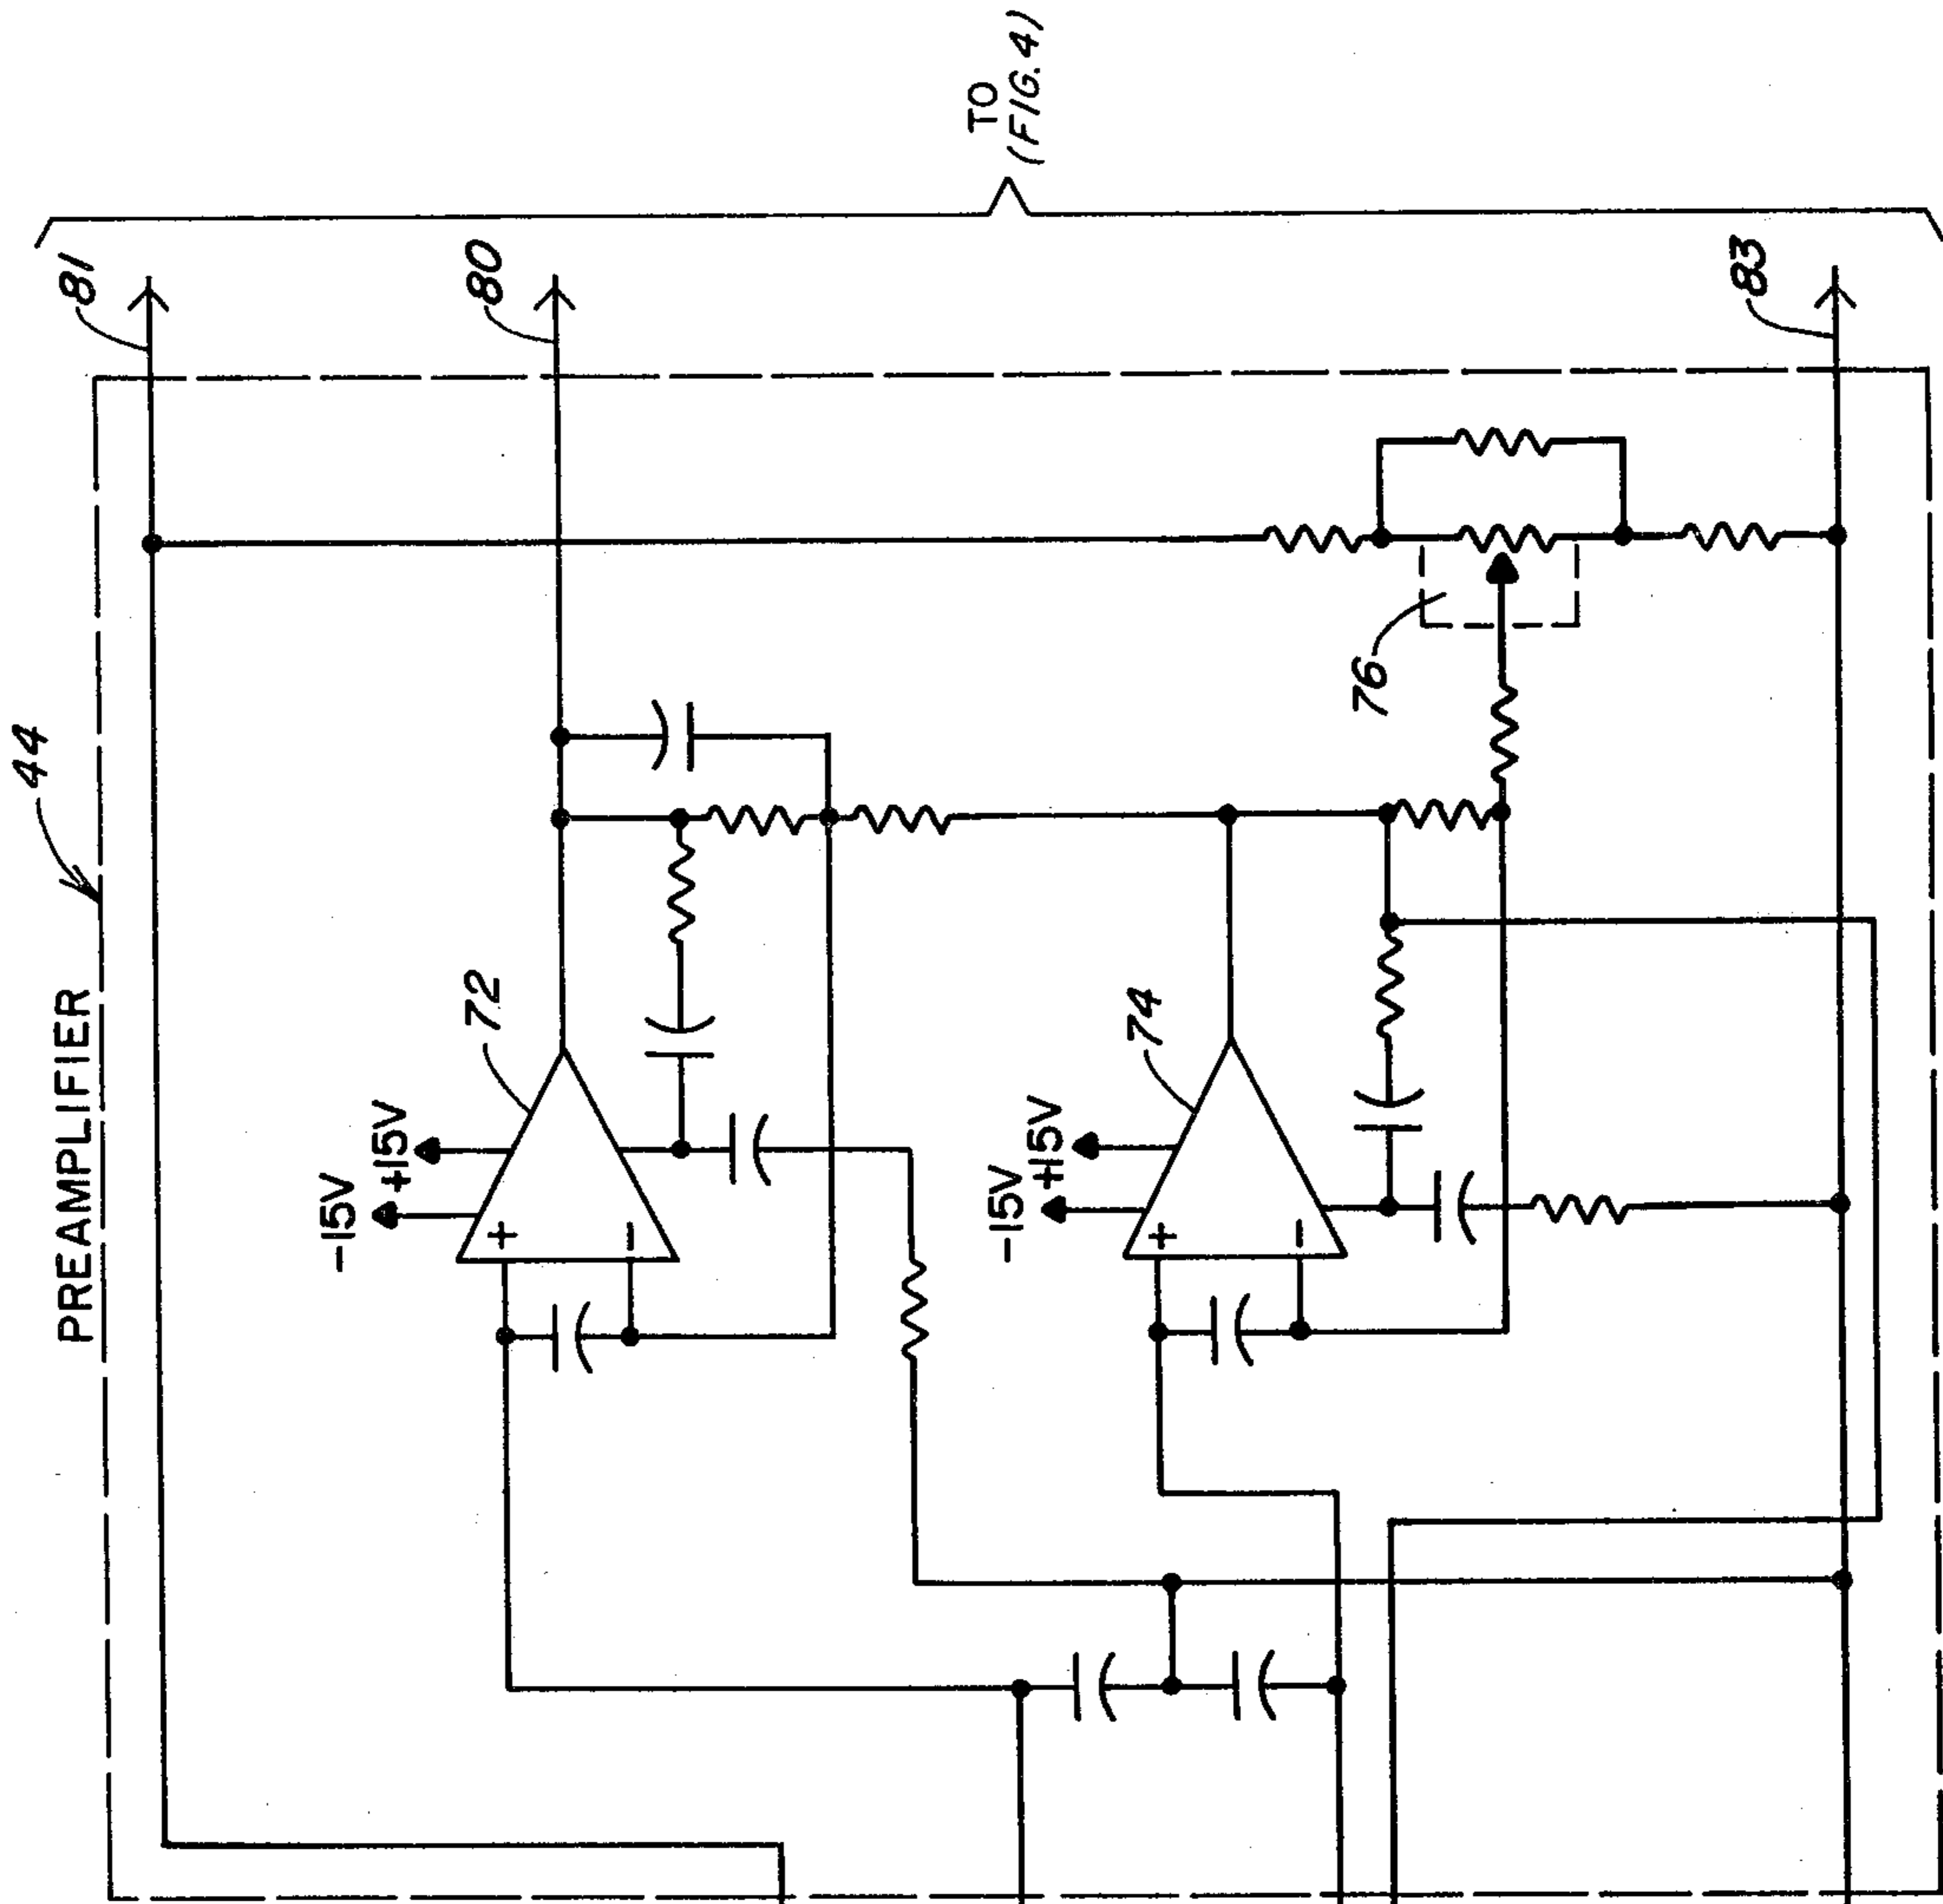 44
PREAMPLIFIER
81
80
TO
(FIG. 4)
72
-15V
+15V
+
-
74
-15V
+15V
+
-
76
83